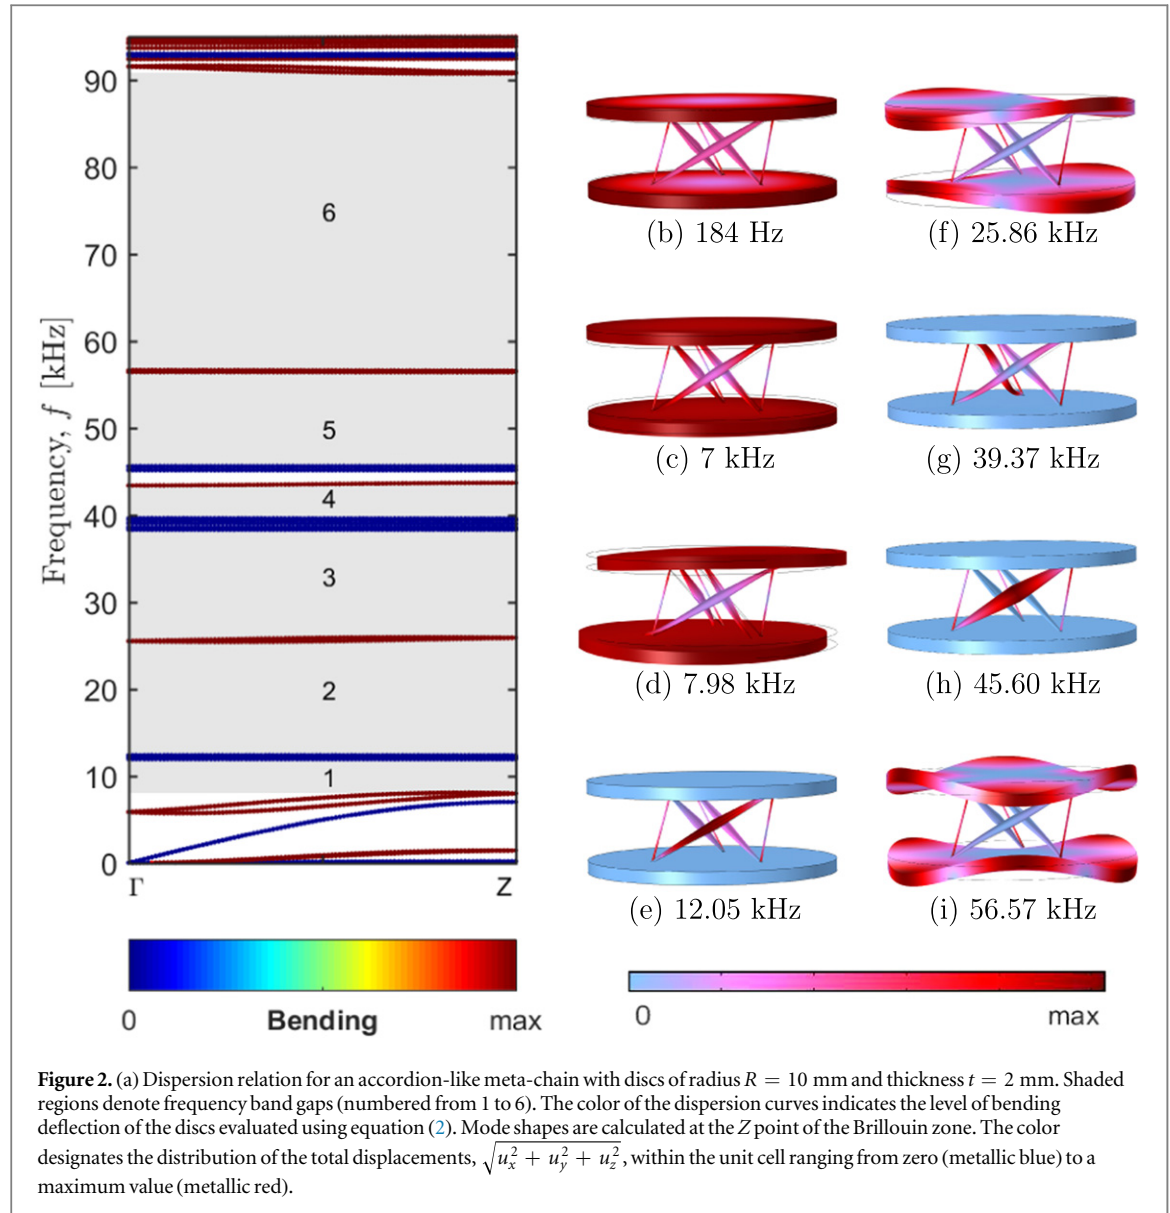 90
80
70
60
50
40
30
20
10
0
Frequency, f [kHz]
6
5
4
3
2
1
Γ
Z
0
Bending
max
(b) 184 Hz
(f) 25.86 kHz
(c) 7 kHz
(g) 39.37 kHz
(d) 7.98 kHz
(h) 45.60 kHz
(e) 12.05 kHz
(i) 56.57 kHz
0
max
Figure 2. (a) Dispersion relation for an accordion-like meta-chain with discs of radius R = 10 mm and thickness t = 2 mm. Shaded
regions denote frequency band gaps (numbered from 1 to 6). The color of the dispersion curves indicates the level of bending
deflection of the discs evaluated using equation (2). Mode shapes are calculated at the Z point of the Brillouin zone. The color
designates the distribution of the total displacements, √(u_x^2 + u_y^2 + u_z^2), within the unit cell ranging from zero (metallic blue) to a
maximum value (metallic red).